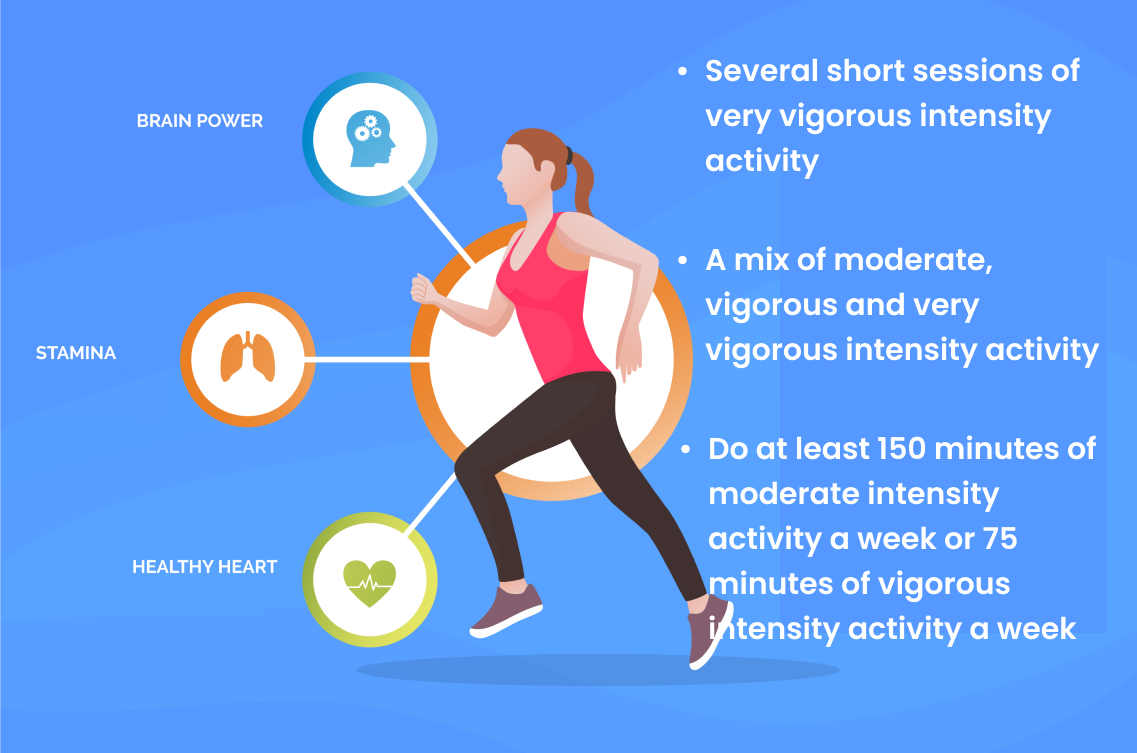 BRAIN POWER
STAMINA
HEALTHY HEART
• Several short sessions of
very vigorous intensity
activity
• A mix of moderate,
vigorous and very
vigorous intensity activity
• Do at least 150 minutes of
moderate intensity
activity a week or 75
minutes of vigorous
intensity activity a week